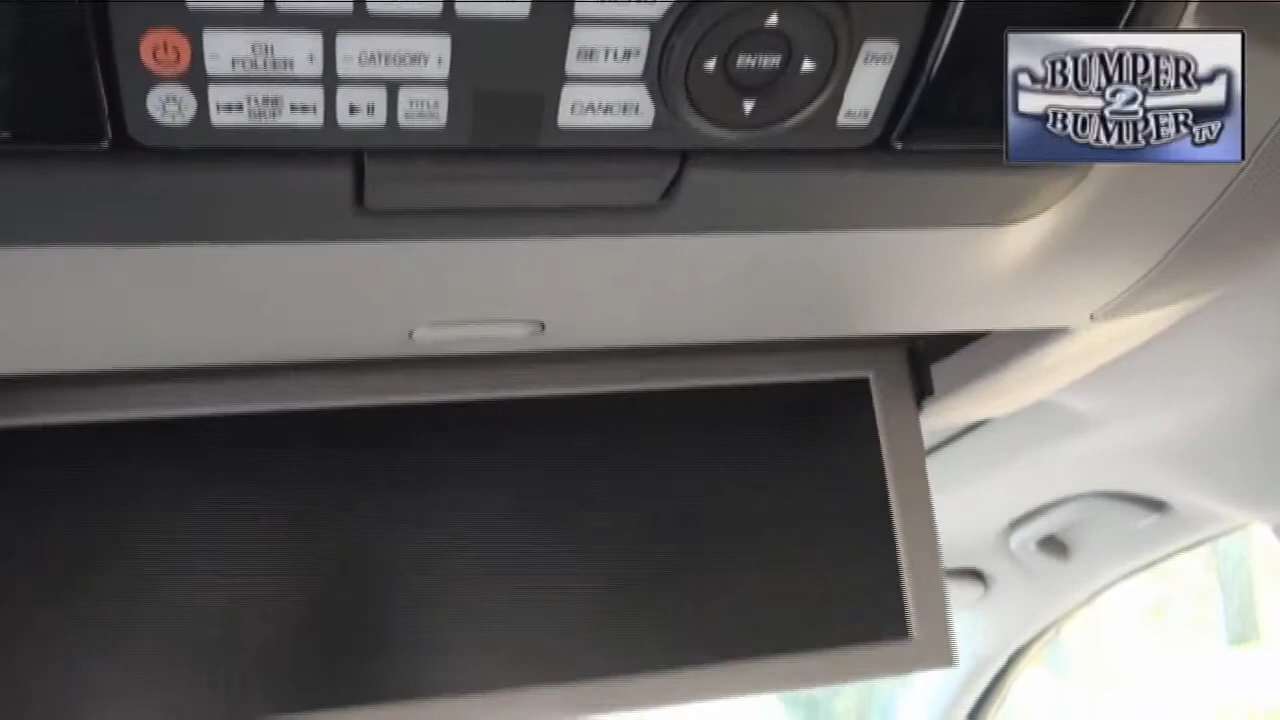 CH
FOLDER
CATEGORY
TUNE
SKIP
TITLE
SETUP
CANCEL
ENTER
DVD
AUX
BUMPER
2
BUMPER TV